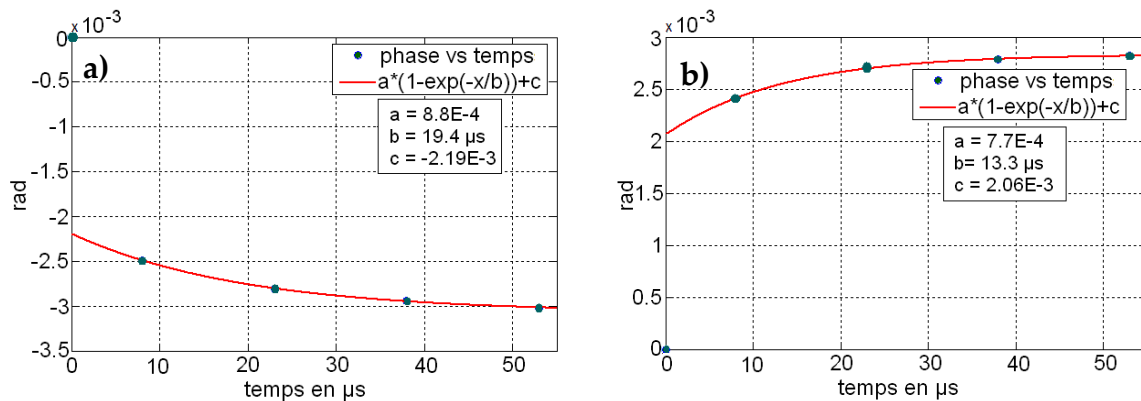 ×10⁻³
0
-0.5
-1
-1.5
-2
-2.5
-3
-3.5
rad
a)
phase vs temps
a*(1-exp(-x/b))+c
a = 8.8E-4
b = 19.4 µs
c = -2.19E-3
0
10
20
30
40
50
temps en µs
×10⁻³
3
2.5
2
1.5
1
0.5
0
rad
b)
phase vs temps
a*(1-exp(-x/b))+c
a = 7.7E-4
b= 13.3 µs
c = 2.06E-3
0
10
20
30
40
50
temps en µs